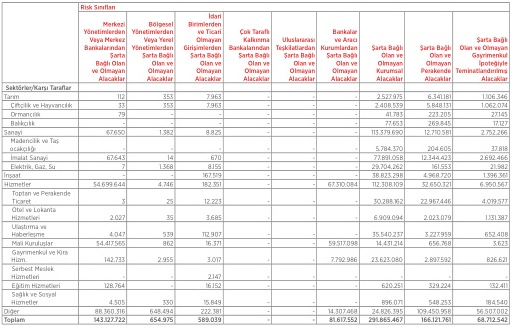 Risk Sınıfları
Merkezi Yönetimlerden Veya Merkez Bankalarından Şarta Bağlı Olan ve Olmayan Alacaklar
Bölgesel Yönetimlerden Veya Yerel Yönetimlerden Şarta Bağlı Olan ve Olmayan Alacaklar
İdari Birimlerden ve Ticari Olmayan Girişimlerden Şarta Bağlı Olan ve Olmayan Alacaklar
Çok Taraflı Kalkınma Bankalarından Şarta Bağlı Olan ve Olmayan Alacaklar
Uluslararası Teşkilatlardan Şarta Bağlı Olan ve Olmayan Alacaklar
Bankalar ve Aracı Kurumlardan Şarta Bağlı Olan ve Olmayan Alacaklar
Şarta Bağlı Olan ve Olmayan Kurumsal Alacaklar
Şarta Bağlı Olan ve Olmayan Perakende Alacaklar
Şarta Bağlı Olan ve Olmayan Gayrimenkul İpoteğiyle Teminatlandırılmış Alacaklar
Sektörler/Karşı Taraflar
Tarım 112 353 7.963 - - - 2.527.975 6.341.181 1.106.346
Çiftçilik ve Hayvancılık 33 353 7.963 - - - 2.408.539 5.848.131 1.062.074
Ormancılık 79 - - - - - 41.783 223.205 27.145
Balıkçılık - - - - - - 77.653 269.845 17.127
Sanayi 67.650 1.382 8.825 - - - 113.379.690 12.710.581 2.752.266
Madencilik ve Taş ocakçılığı - - - - - - 5.784.370 204.605 37.818
İmalat Sanayi 67.643 14 670 - - - 77.891.058 12.344.423 2.692.466
Elektrik, Gaz, Su 7 1.368 8.155 - - - 29.704.262 161.553 21.982
İnşaat - - 167.519 - - - 38.823.298 4.968.720 1.396.361
Hizmetler 54.699.644 4.746 182.351 - - 67.310.084 112.308.109 32.650.321 6.950.567
Toptan ve Perakende Ticaret 3 25 12.223 - - - 30.288.162 22.967.446 4.019.577
Otel ve Lokanta Hizmetleri 2.027 35 3.685 - - - 6.909.094 2.023.079 1.131.387
Ulaştırma ve Haberleşme 4.047 539 112.907 - - - 35.540.237 3.227.959 652.408
Mali Kuruluşlar 54.417.565 862 16.371 - - 59.517.098 14.431.214 656.768 3.623
Gayrimenkul ve Kira Hizm. 142.733 2.955 3.017 - - 7.792.986 23.623.080 2.897.592 826.621
Serbest Meslek Hizmetleri - - 2.147 - - - - - -
Eğitim Hizmetleri 128.764 - 16.152 - - - 620.251 329.224 132.411
Sağlık ve Sosyal Hizmetler 4.505 330 15.849 - - - 896.071 548.253 184.540
Diğer 88.360.316 648.494 222.381 - - 14.307.468 24.826.395 109.450.958 56.507.002
Toplam 143.127.722 654.975 589.039 - - 81.617.552 291.865.467 166.121.761 68.712.542